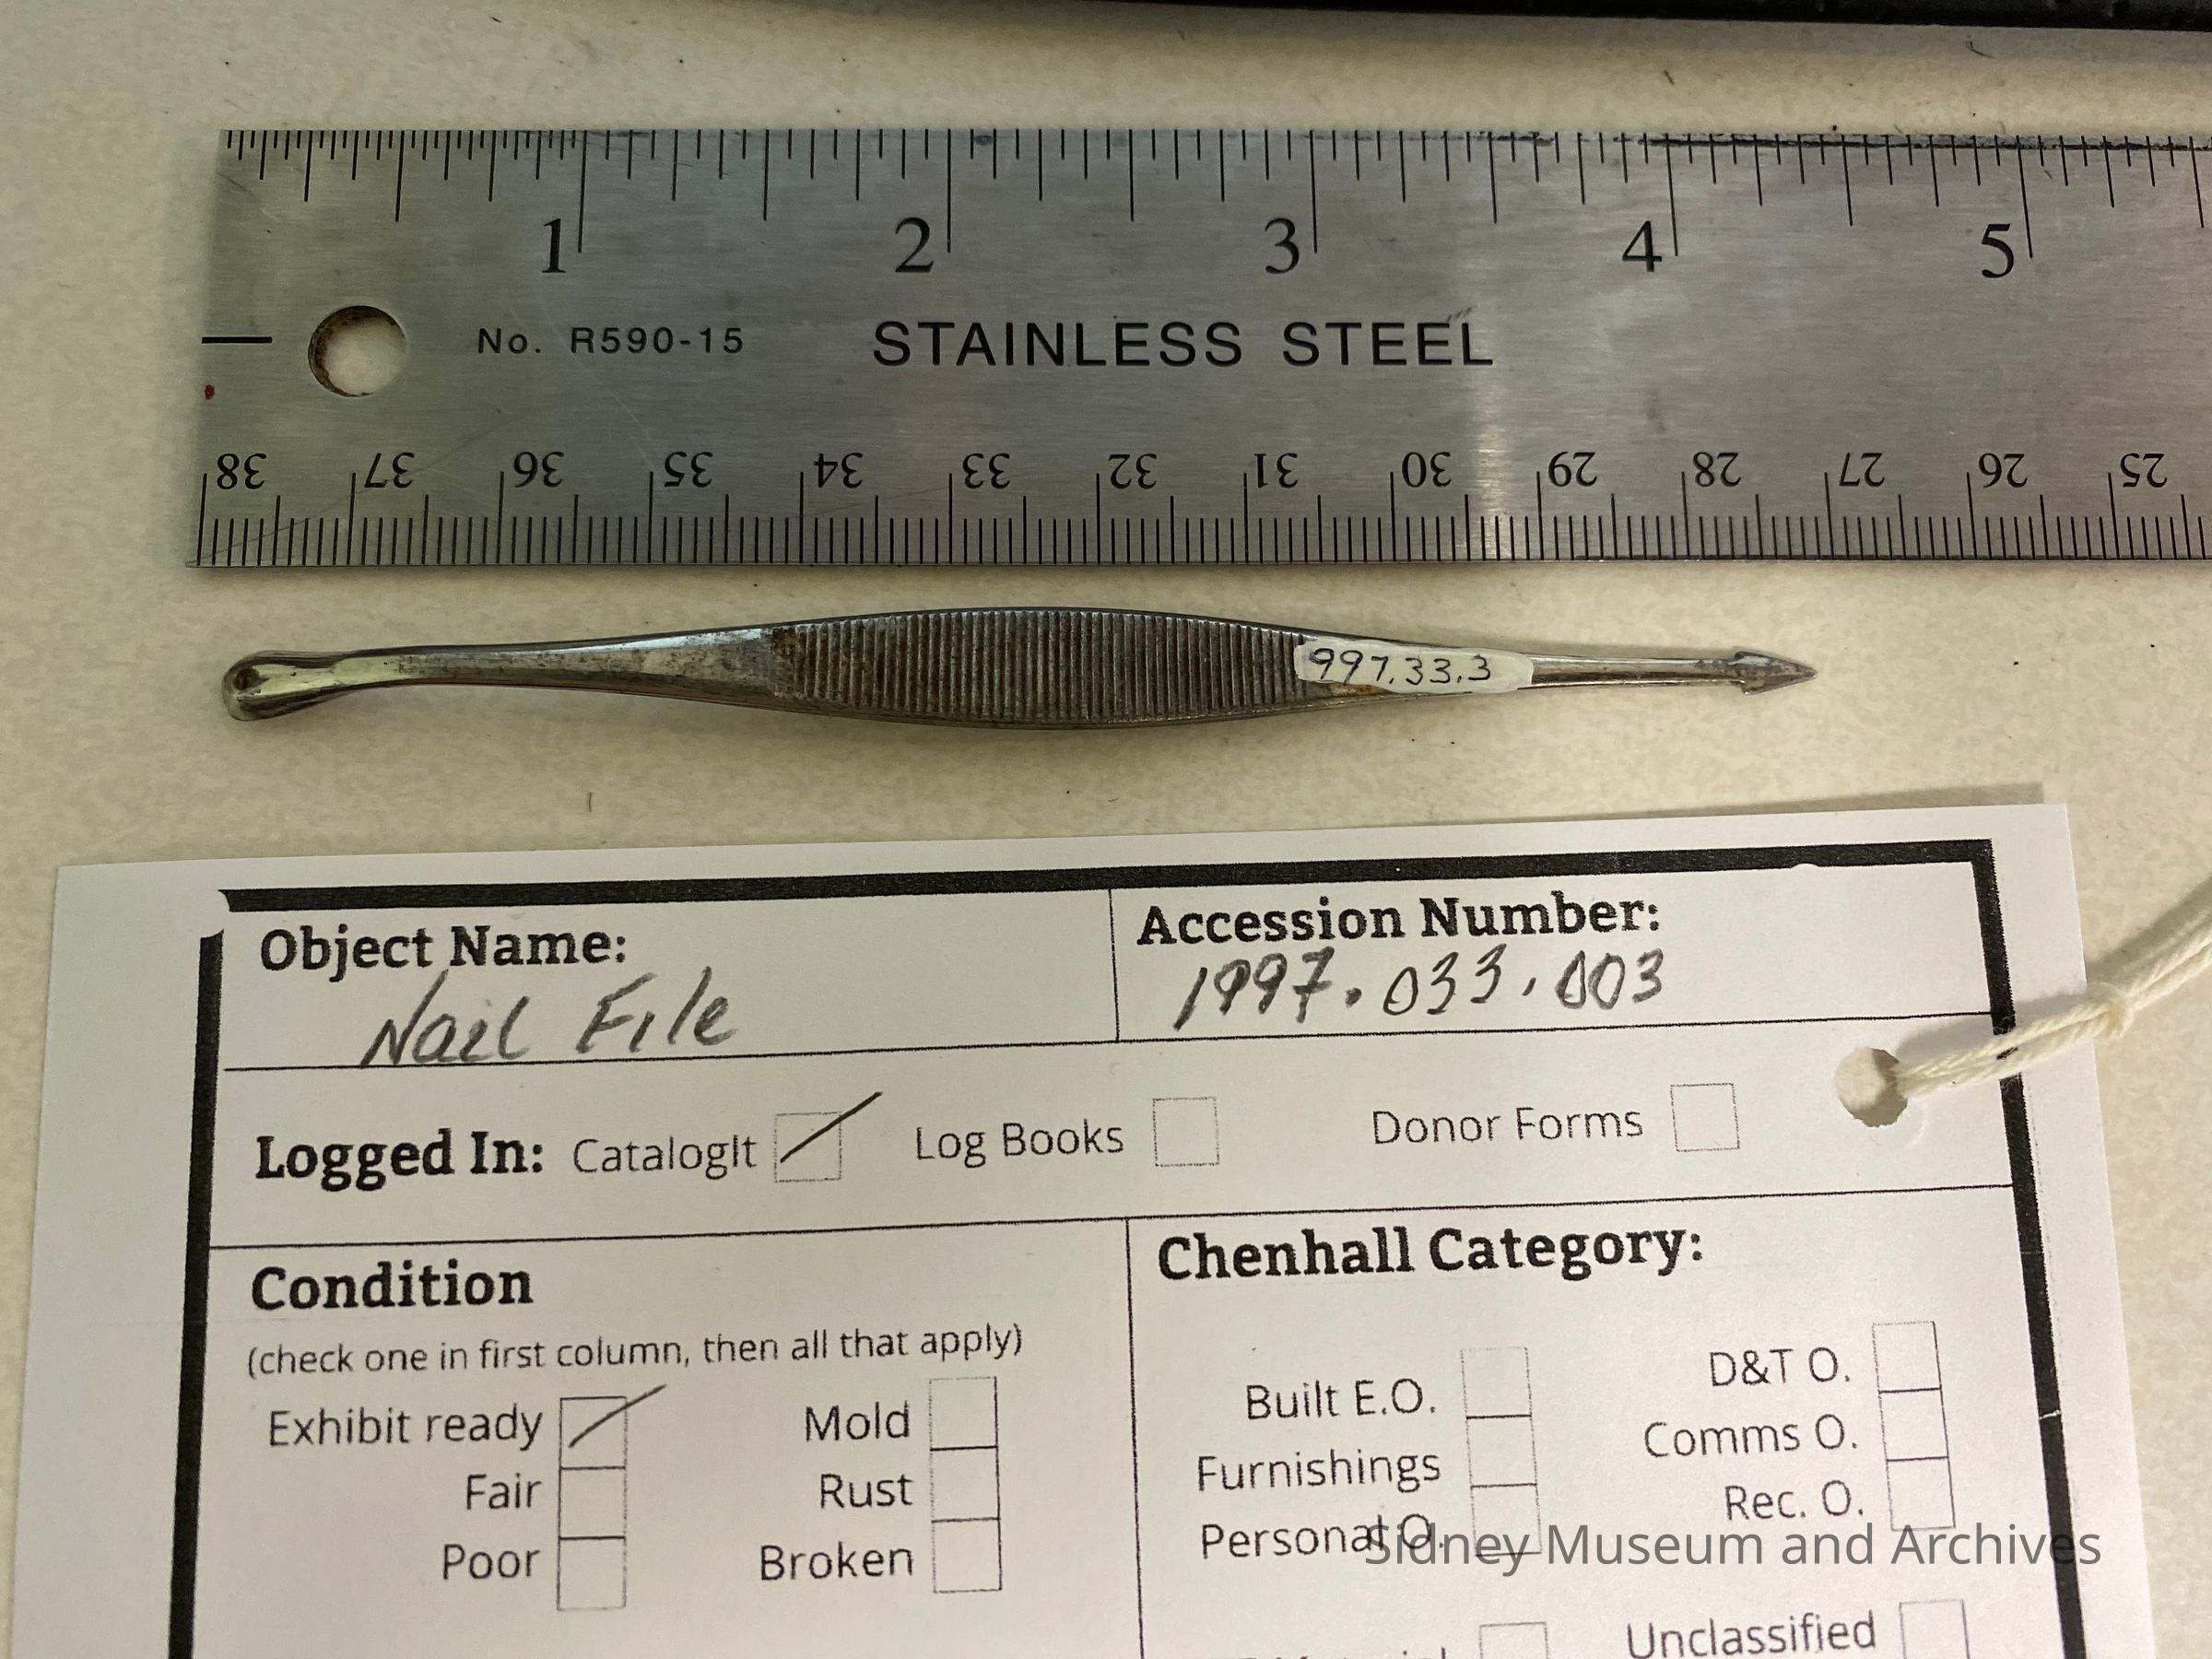 1 2 3 4 5
No. R590-15 STAINLESS STEEL
38 37 36 35 34 33 32 31 30 29 28 27 26 25
997.33.3
Object Name:
Nail File
Accession Number:
1997.033.003
Logged In: CatalogIt Log Books Donor Forms
Condition
(check one in first column, then all that apply)
Exhibit ready Mold
Fair Rust
Poor Broken
Chenhall Category:
Built E.O. D&T O.
Furnishings Comms O.
Personal O. Rec. O.
Unclassified
Sidney Museum and Archives